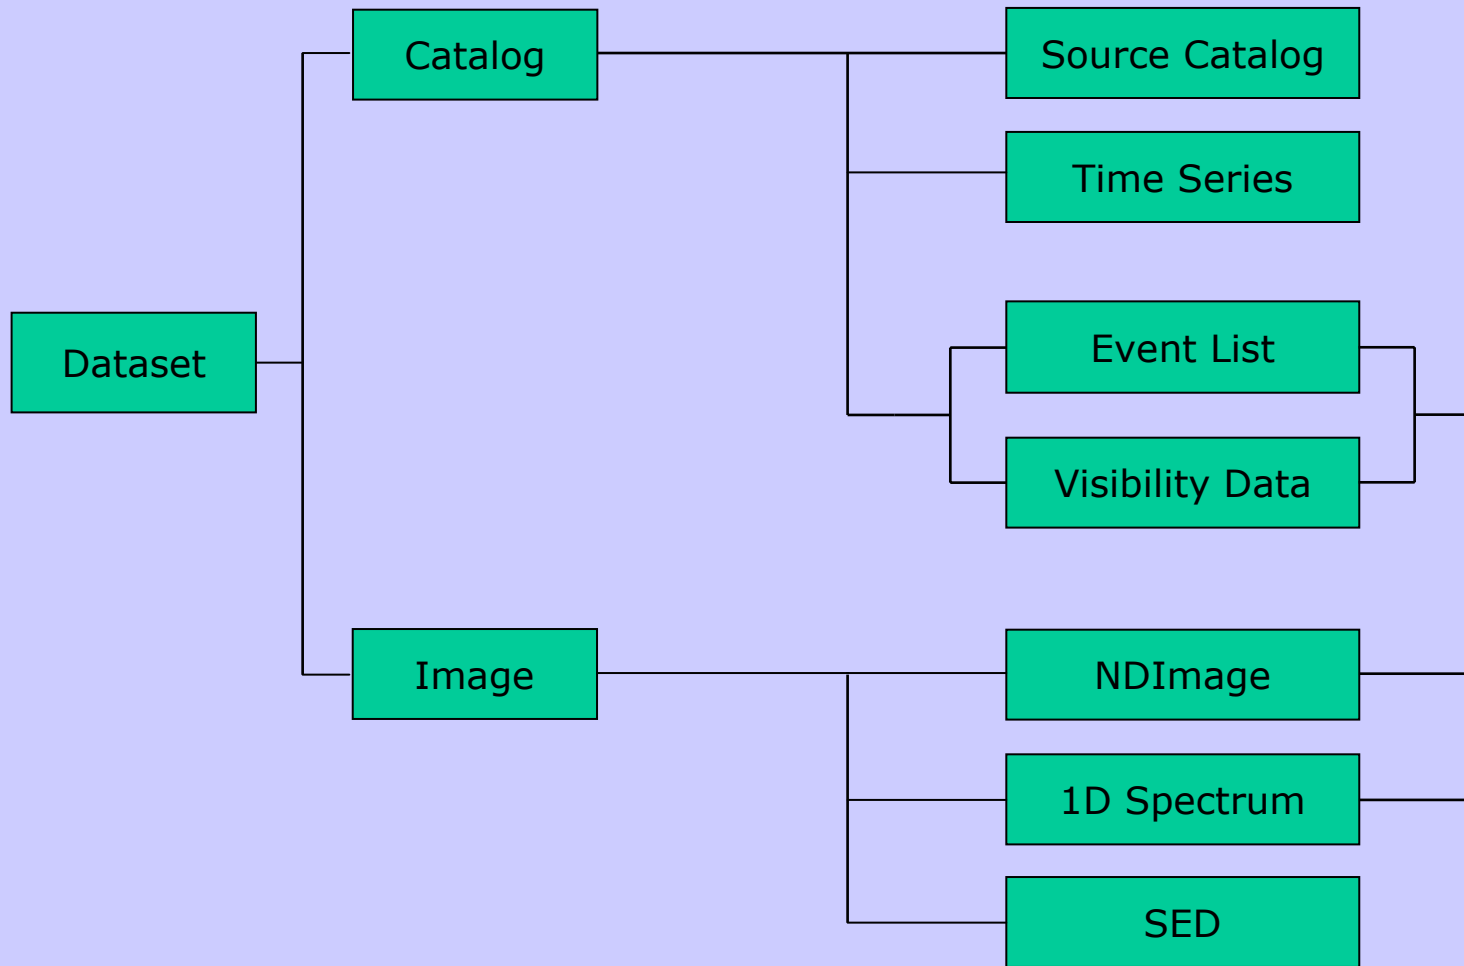 Catalog
Source Catalog
Time Series
Dataset
Event List
Visibility Data
Image
NDImage
1D Spectrum
SED